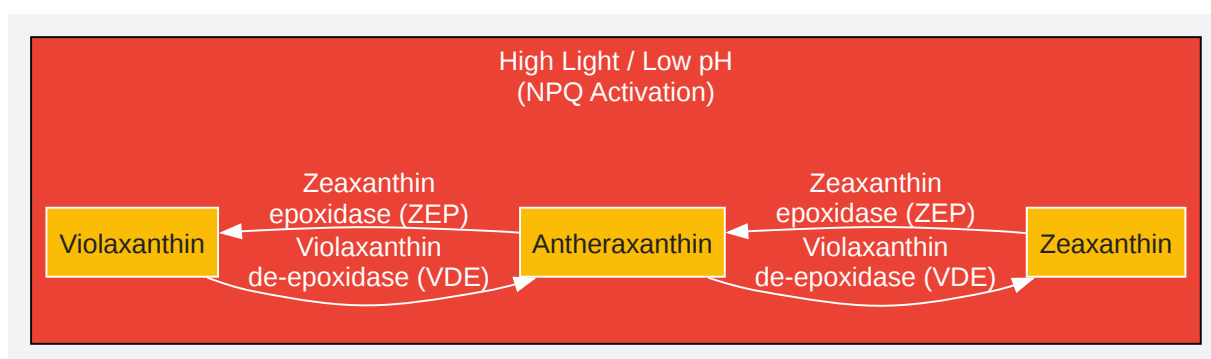 High Light / Low pH
(NPQ Activation)
Zeaxanthin
epoxidase (ZEP)
Zeaxanthin
epoxidase (ZEP)
Violaxanthin
Violaxanthin
de-epoxidase (VDE)
Antheraxanthin
Violaxanthin
de-epoxidase (VDE)
Zeaxanthin